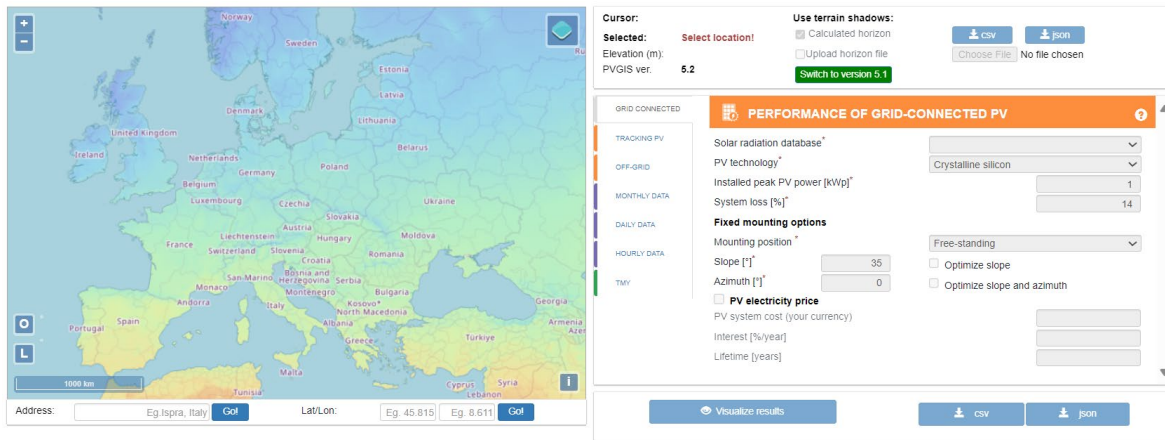 +
−
Norway
Sweden
Ru
Estonia
Latvia
Denmark
Lithuania
United Kingdom
Belarus
Ireland
Netherlands
Poland
Germany
Belgium
Luxembourg
Czechia
Ukraine
Slovakia
Austria
Liechtenstein
Hungary
Moldova
France
Switzerland
Slovenia
Romania
Croatia
San Marino
Bosnia and
Herzegovina
Serbia
Monaco
Montenegro
Bulgaria
Andorra
Italy
Kosovo*
Georgia
North Macedonia
Spain
Albania
Armenia
Portugal
Greece
Türkiye
Azer
Malta
Cyprus
Syria
Tunisia
Lebanon
O
L
1000 km
i
Address:
Eg.Ispra, Italy
Go!
Lat/Lon:
Eg. 45.815
Eg. 8.611
Go!
Cursor:
Selected:
Select location!
Elevation (m):
PVGIS ver.
5.2
Use terrain shadows:
Calculated horizon
Upload horizon file
Switch to version 5.1
csv
json
Choose File
No file chosen
GRID CONNECTED
TRACKING PV
OFF-GRID
MONTHLY DATA
DAILY DATA
HOURLY DATA
TMY
PERFORMANCE OF GRID-CONNECTED PV
?
Solar radiation database*
PV technology*
Crystalline silicon
Installed peak PV power [kWp]*
1
System loss [%]*
14
Fixed mounting options
Mounting position *
Free-standing
Slope [°]*
35
Optimize slope
Azimuth [°]*
0
Optimize slope and azimuth
PV electricity price
PV system cost (your currency)
Interest [%/year]
Lifetime [years]
Visualize results
csv
json